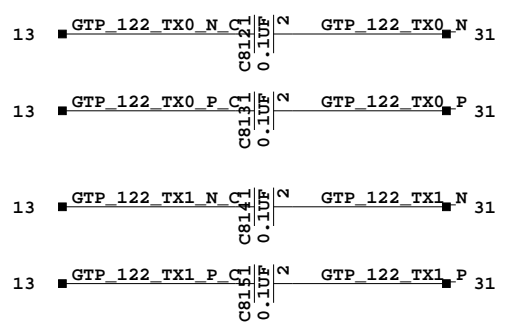 13 GTP_122_TX0_N_C 1 2 GTP_122_TX0_N 31
C812
0.1UF
13 GTP_122_TX0_P_C 1 2 GTP_122_TX0_P 31
C813
0.1UF
13 GTP_122_TX1_N_C 1 2 GTP_122_TX1_N 31
C814
0.1UF
13 GTP_122_TX1_P_C 1 2 GTP_122_TX1_P 31
C815
0.1UF